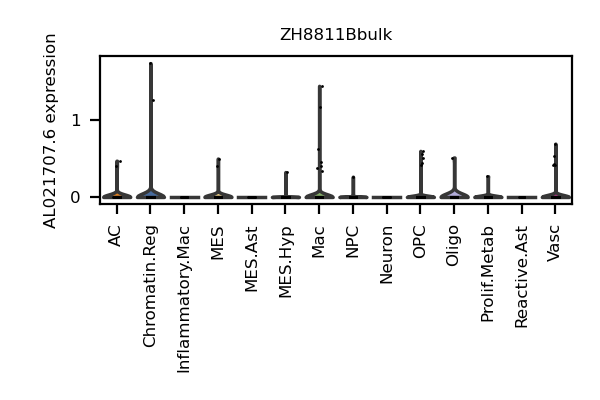 ZH8811Bbulk
AL021707.6 expression
1
0
AC
Chromatin.Reg
Inflammatory.Mac
MES
MES.Ast
MES.Hyp
Mac
NPC
Neuron
OPC
Oligo
Prolif.Metab
Reactive.Ast
Vasc